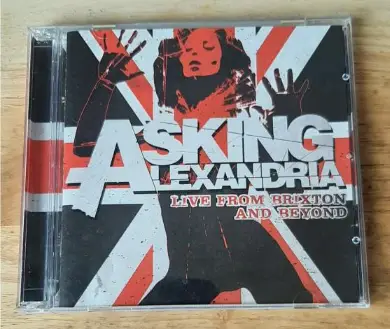 ASKING
ALEXANDRIA
LIVE FROM BRIXTON
AND BEYOND